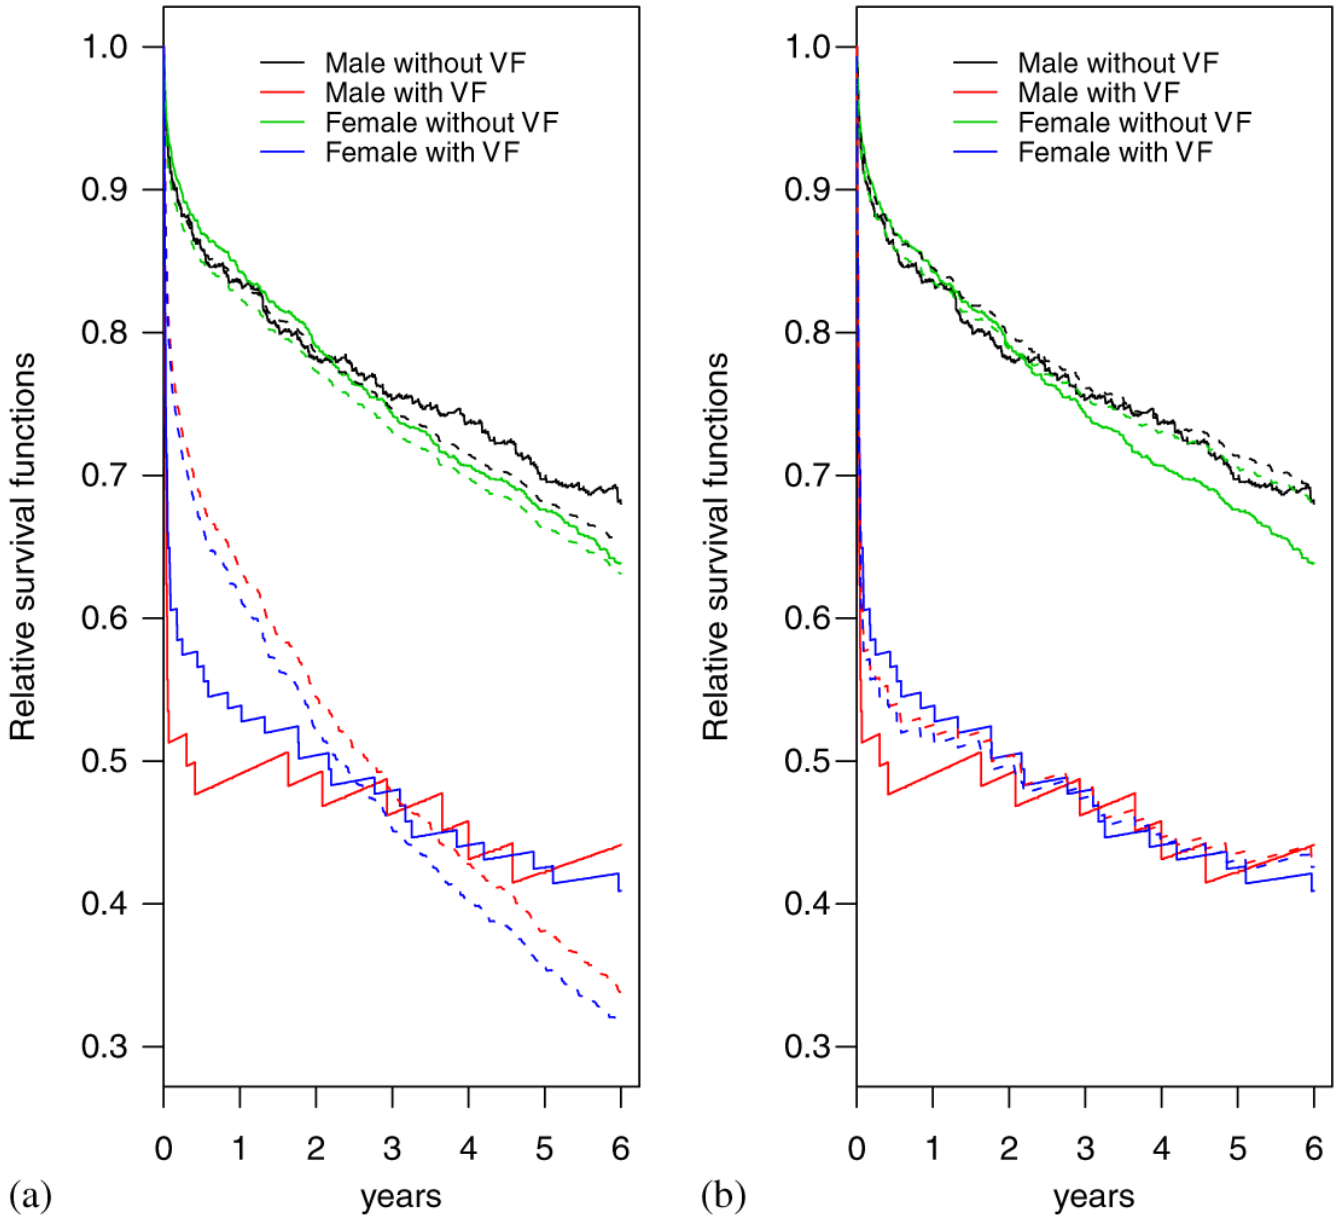 1.0
0.9
0.8
0.7
0.6
0.5
0.4
0.3
Relative survival functions
Male without VF
Male with VF
Female without VF
Female with VF
0 1 2 3 4 5 6
years
(a)
1.0
0.9
0.8
0.7
0.6
0.5
0.4
0.3
Relative survival functions
Male without VF
Male with VF
Female without VF
Female with VF
0 1 2 3 4 5 6
years
(b)